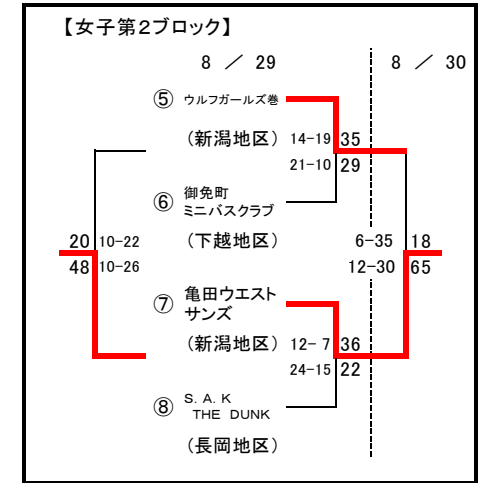 【女子第２ブロック】
8 ／ 29
8 ／ 30
⑤ ウルフガールズ巻
(新潟地区) 14-19 35
21-10 29
⑥ 御免町
ミニバスクラブ
20 10-22 (下越地区) 6-35 18
48 10-26 12-30 65
⑦ 亀田ウエスト
サンズ
(新潟地区) 12- 7 36
24-15 22
⑧ Ｓ. Ａ. Ｋ
THE DUNK
(長岡地区)